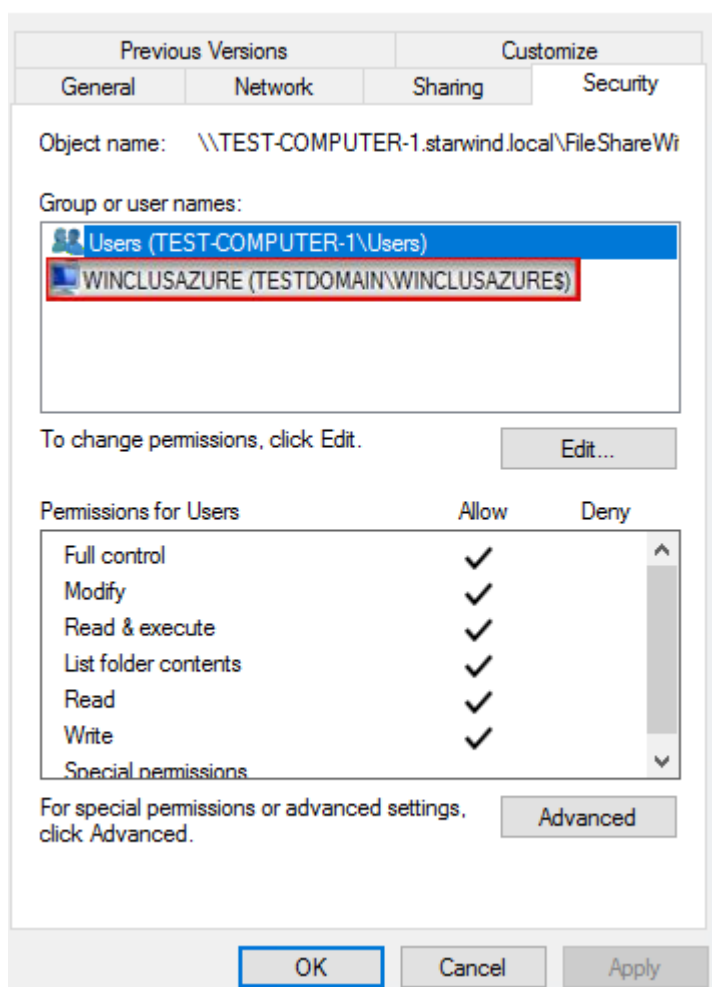 Previous Versions Customize
General Network Sharing Security
Object name: \\TEST-COMPUTER-1.starwind.local\FileShareWi
Group or user names:
Users (TEST-COMPUTER-1\Users)
WINCLUSAZURE (TESTDOMAIN\WINCLUSAZURE$)
To change permissions, click Edit.
Edit...
Permissions for Users Allow Deny
Full control
Modify
Read & execute
List folder contents
Read
Write
Special permissions
For special permissions or advanced settings,
click Advanced.
Advanced
OK Cancel Apply